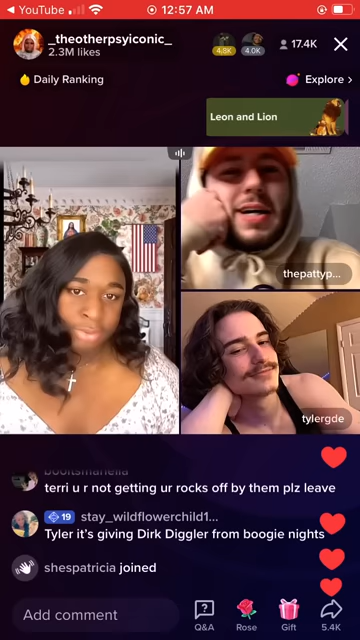 YouTube
12:57 AM
_theotherpsyiconic_
2.3M likes
4.8K
4.0K
17.4K
Daily Ranking
Explore
Leon and Lion
thepattyp...
tylergde
terri u r not getting ur rocks off by them plz leave
19 stay_wildflowerchild1...
Tyler it's giving Dirk Diggler from boogie nights
shespatricia joined
Add comment
Q&A
Rose
Gift
5.4K